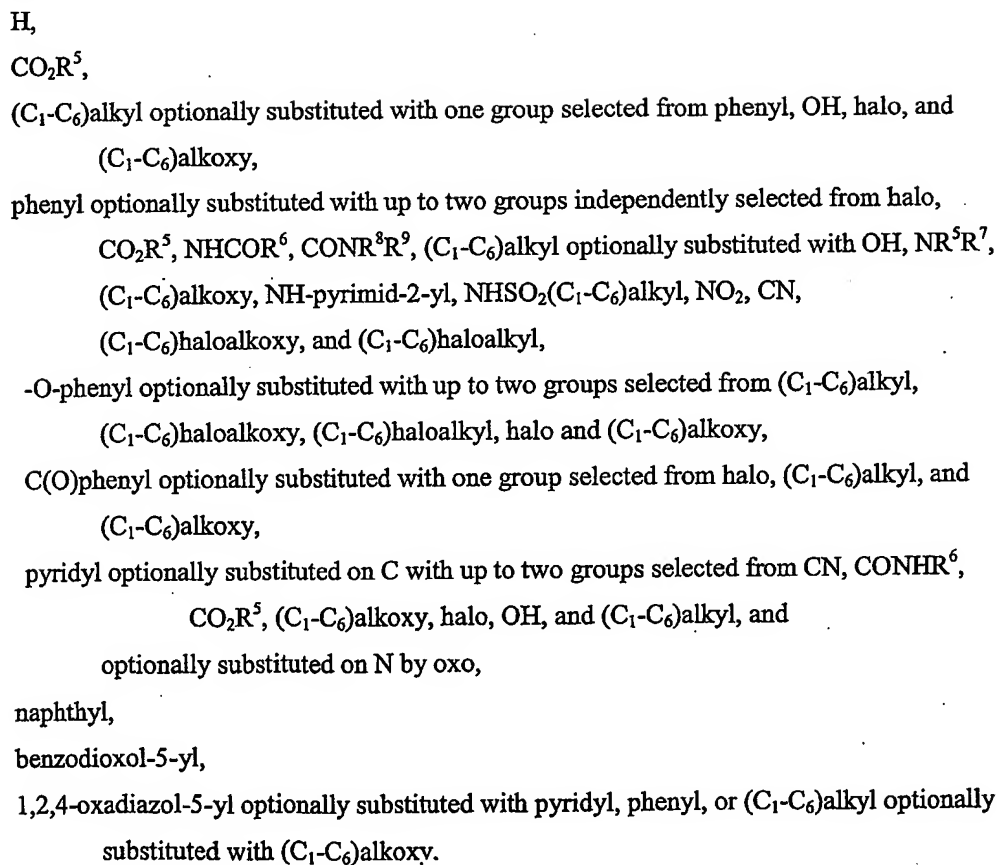 H,
CO₂R⁵,
(C₁-C₆)alkyl optionally substituted with one group selected from phenyl, OH, halo, and
(C₁-C₆)alkoxy,
phenyl optionally substituted with up to two groups independently selected from halo,
CO₂R⁵, NHCOR⁶, CONR⁸R⁹, (C₁-C₆)alkyl optionally substituted with OH, NR⁵R⁷,
(C₁-C₆)alkoxy, NH-pyrimid-2-yl, NHSO₂(C₁-C₆)alkyl, NO₂, CN,
(C₁-C₆)haloalkoxy, and (C₁-C₆)haloalkyl,
-O-phenyl optionally substituted with up to two groups selected from (C₁-C₆)alkyl,
(C₁-C₆)haloalkoxy, (C₁-C₆)haloalkyl, halo and (C₁-C₆)alkoxy,
C(O)phenyl optionally substituted with one group selected from halo, (C₁-C₆)alkyl, and
(C₁-C₆)alkoxy,
pyridyl optionally substituted on C with up to two groups selected from CN, CONHR⁶,
CO₂R⁵, (C₁-C₆)alkoxy, halo, OH, and (C₁-C₆)alkyl, and
optionally substituted on N by oxo,
naphthyl,
benzodioxol-5-yl,
1,2,4-oxadiazol-5-yl optionally substituted with pyridyl, phenyl, or (C₁-C₆)alkyl optionally
substituted with (C₁-C₆)alkoxy.